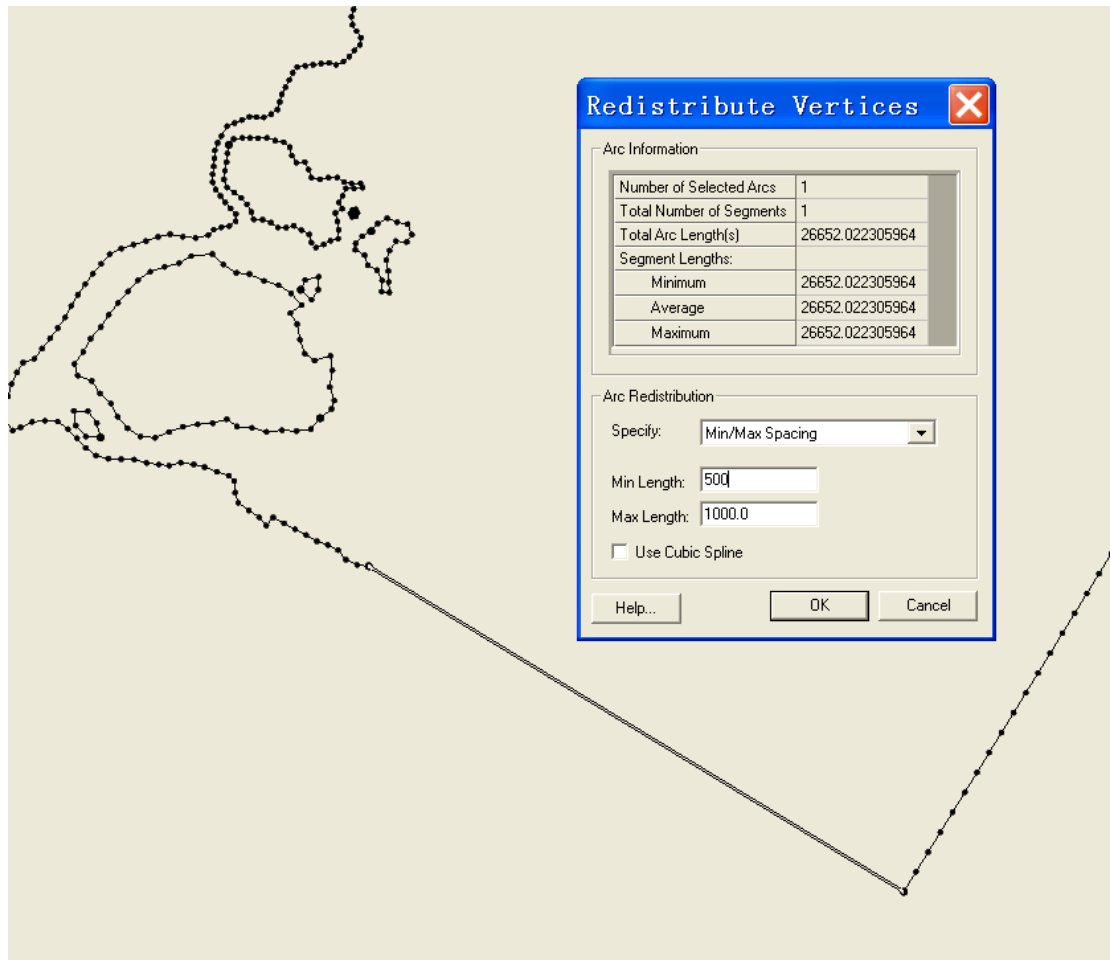 Redistribute Vertices
Arc Information
Number of Selected Arcs 1
Total Number of Segments 1
Total Arc Length(s) 26652.022305964
Segment Lengths:
Minimum 26652.022305964
Average 26652.022305964
Maximum 26652.022305964
Arc Redistribution
Specify: Min/Max Spacing
Min Length: 500
Max Length: 1000.0
Use Cubic Spline
Help... OK Cancel